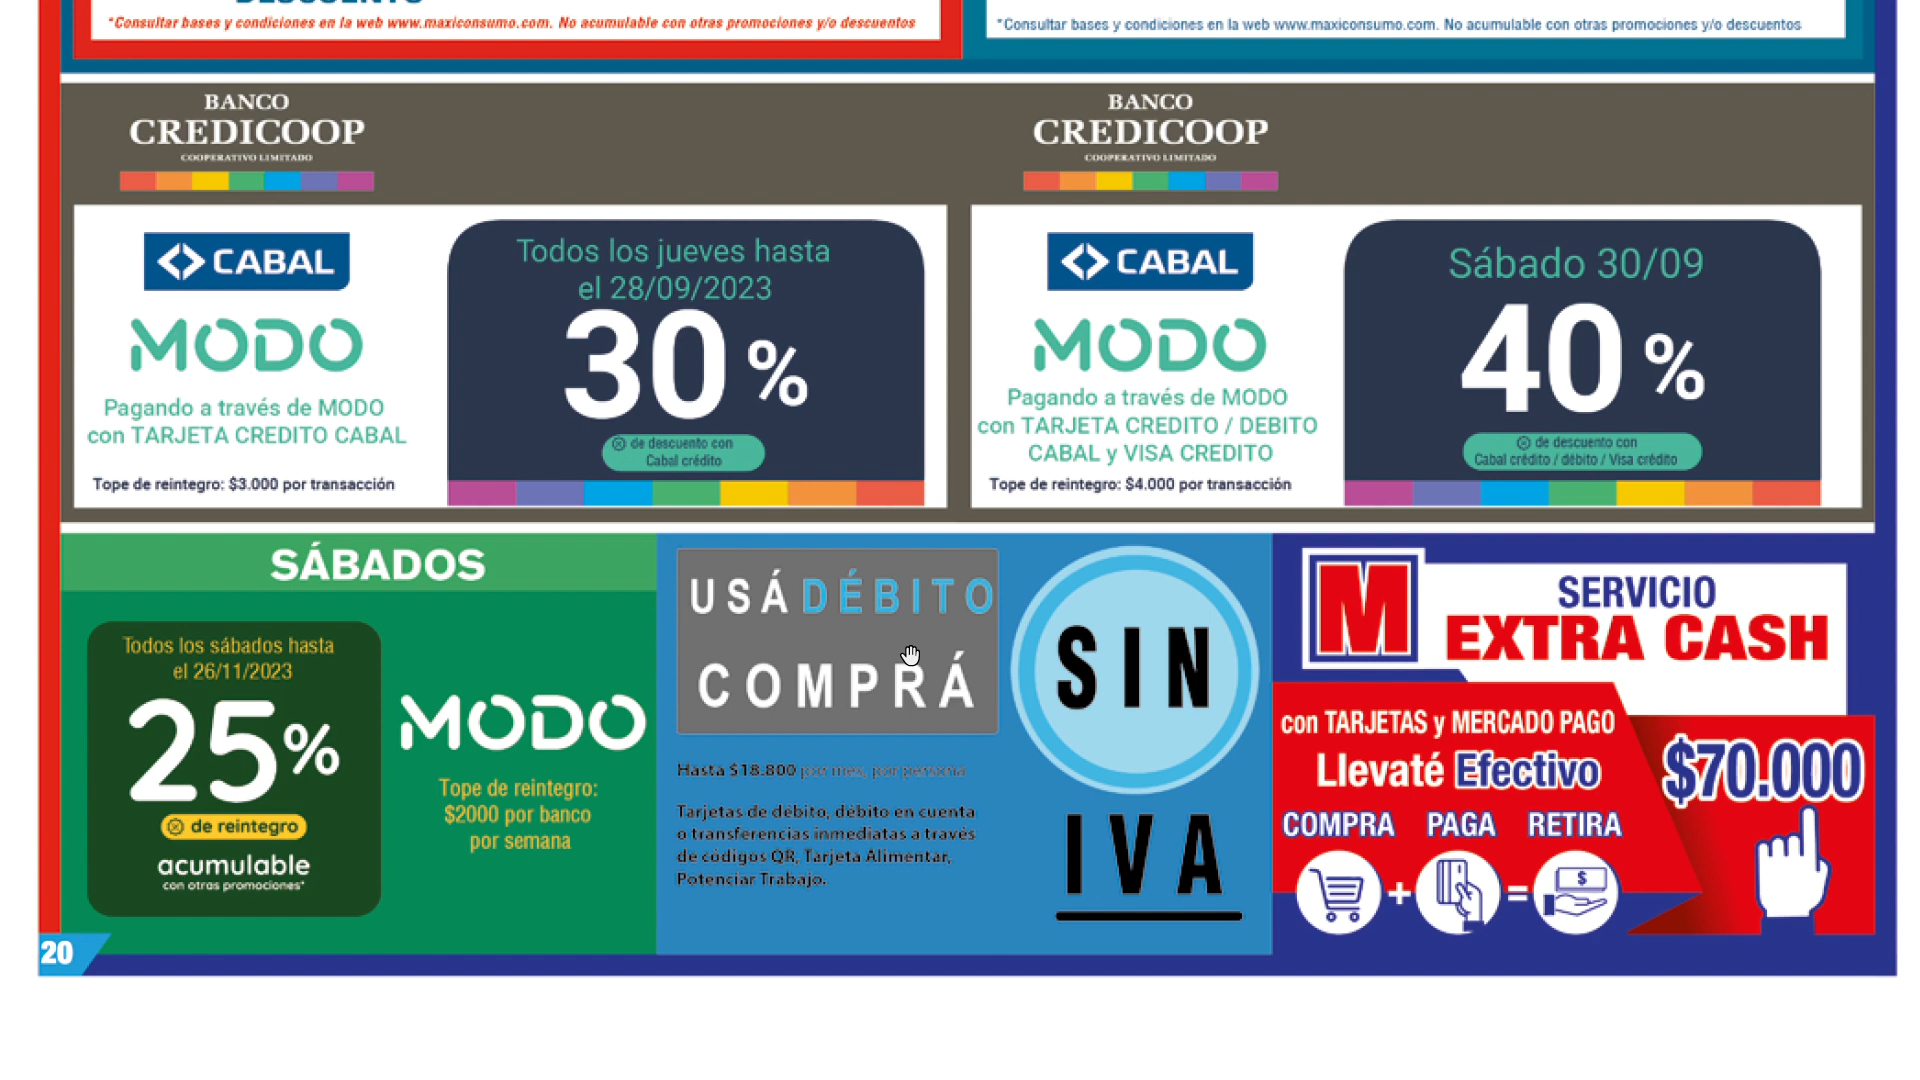 *Consultar bases y condiciones en la web www.maxiconsumo.com. No acumulable con otras promociones y/o descuentos
*Consultar bases y condiciones en la web www.maxiconsumo.com. No acumulable con otras promociones y/o descuentos
BANCO
CREDICOOP
COOPERATIVO LIMITADO
CABAL
MODO
Pagando a través de MODO
con TARJETA CREDITO CABAL
Tope de reintegro: $3.000 por transacción
Todos los jueves hasta
el 28/09/2023
30 %
de descuento con
Cabal crédito
BANCO
CREDICOOP
COOPERATIVO LIMITADO
CABAL
MODO
Pagando a través de MODO
con TARJETA CREDITO / DEBITO
CABAL y VISA CREDITO
Tope de reintegro: $4.000 por transacción
Sábado 30/09
40 %
de descuento con
Cabal crédito / débito / Visa crédito
SÁBADOS
Todos los sábados hasta
el 26/11/2023
25%
de reintegro
acumulable
con otras promociones*
MODO
Tope de reintegro:
$2000 por banco
por semana
USÁ DÉBITO
COMPRÁ
SIN
IVA
Hasta $18.800 por mes, por persona
Tarjetas de débito, débito en cuenta
o transferencias inmediatas a través
de códigos QR, Tarjeta Alimentar,
Potenciar Trabajo.
M
SERVICIO
EXTRA CASH
con TARJETAS y MERCADO PAGO
Llevaté Efectivo
$70.000
COMPRA PAGA RETIRA
+ =
$
20